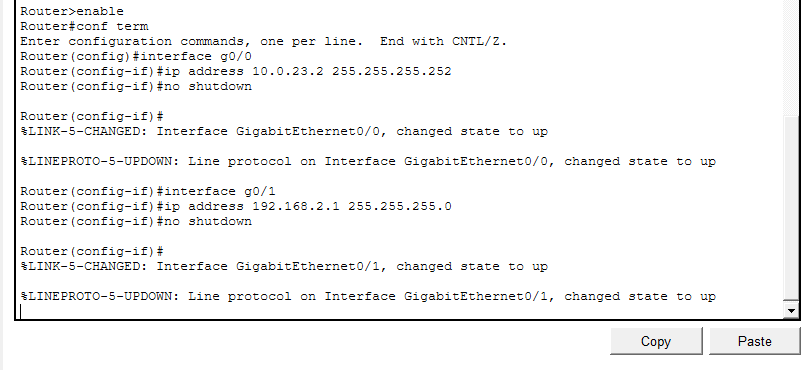 Router>enable
Router#conf term
Enter configuration commands, one per line.  End with CNTL/Z.
Router(config)#interface g0/0
Router(config-if)#ip address 10.0.23.2 255.255.255.252
Router(config-if)#no shutdown
Router(config-if)#
%LINK-5-CHANGED: Interface GigabitEthernet0/0, changed state to up
%LINEPROTO-5-UPDOWN: Line protocol on Interface GigabitEthernet0/0, changed state to up
Router(config-if)#interface g0/1
Router(config-if)#ip address 192.168.2.1 255.255.255.0
Router(config-if)#no shutdown
Router(config-if)#
%LINK-5-CHANGED: Interface GigabitEthernet0/1, changed state to up
%LINEPROTO-5-UPDOWN: Line protocol on Interface GigabitEthernet0/1, changed state to up
Copy Paste